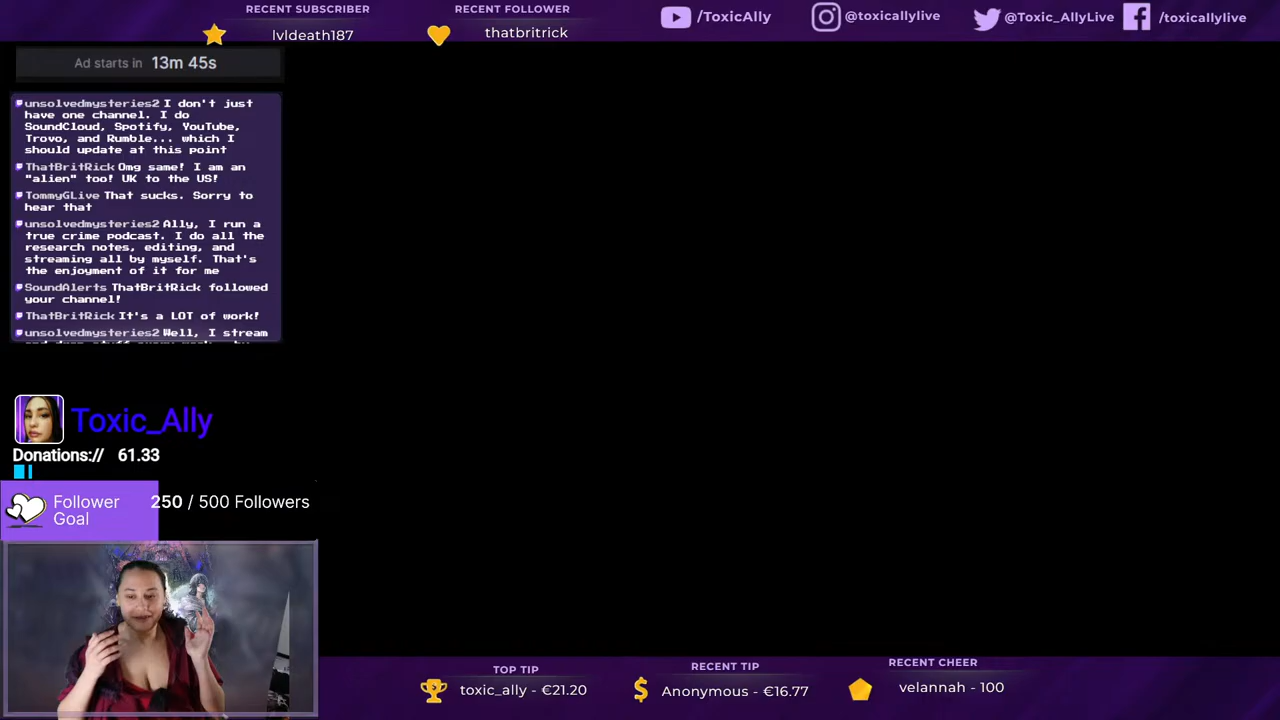 RECENT SUBSCRIBER
lvldeath187
RECENT FOLLOWER
thatbritrick
/ToxicAlly
@toxicallylive
@Toxic_AllyLive
/toxicallylive
Ad starts in 13m 45s
unsolvedmysteries2 I don't just
have one channel. I do
SoundCloud, Spotify, YouTube,
Trovo, and Rumble... which I
should update at this point
ThatBritRick Omg same! I am an
"alien" too! UK to the US!
TommyGLive That sucks. Sorry to
hear that
unsolvedmysteries2 Ally, I run a
true crime podcast. I do all the
research notes, editing, and
streaming all by myself. That's
the enjoyment of it for me
SoundAlerts ThatBritRick followed
your channel!
ThatBritRick It's a LOT of work!
unsolvedmysteries2 Well, I stream
Toxic_Ally
Donations:// 61.33
Follower
Goal
250 / 500 Followers
TOP TIP
toxic_ally - €21.20
RECENT TIP
Anonymous - €16.77
RECENT CHEER
velannah - 100